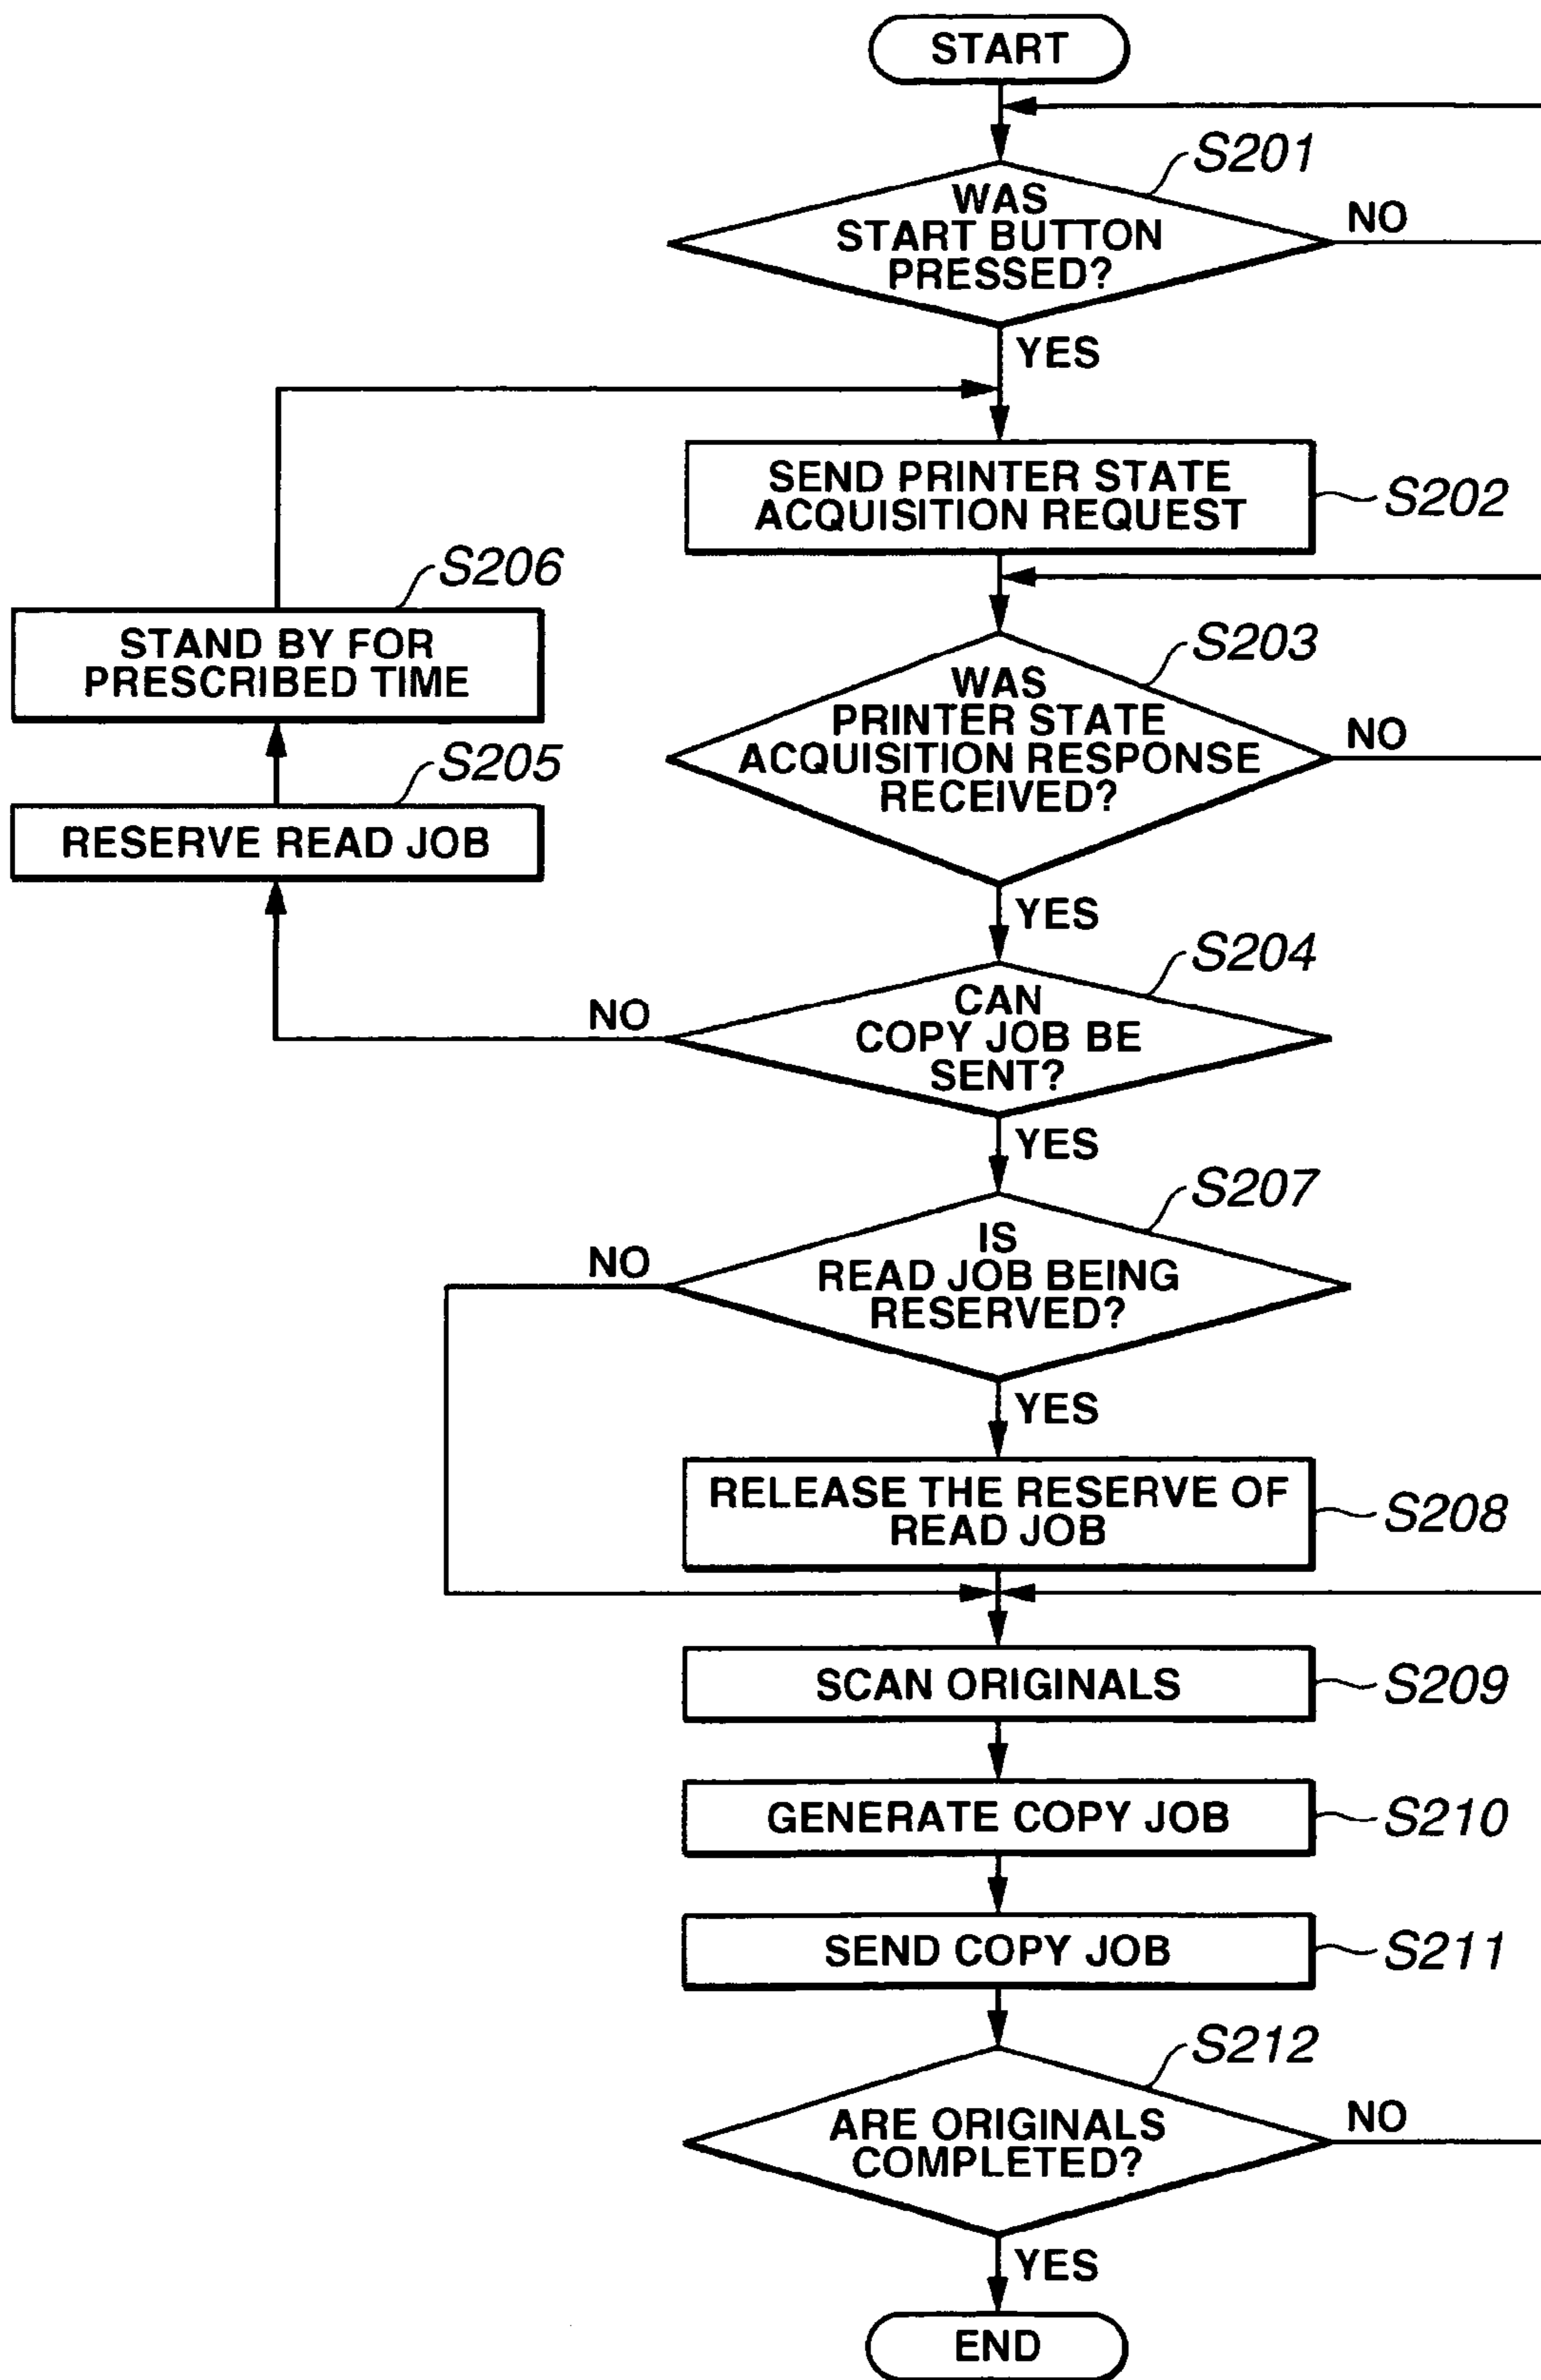 START
S201
WAS
START BUTTON
PRESSED?
NO
YES
SEND PRINTER STATE
ACQUISITION REQUEST
S202
S206
STAND BY FOR
PRESCRIBED TIME
S203
WAS
PRINTER STATE
ACQUISITION RESPONSE
RECEIVED?
NO
S205
RESERVE READ JOB
YES
S204
CAN
COPY JOB BE
SENT?
NO
YES
S207
IS
READ JOB BEING
RESERVED?
NO
YES
RELEASE THE RESERVE OF
READ JOB
S208
SCAN ORIGINALS
S209
GENERATE COPY JOB
S210
SEND COPY JOB
S211
S212
ARE ORIGINALS
COMPLETED?
NO
YES
END